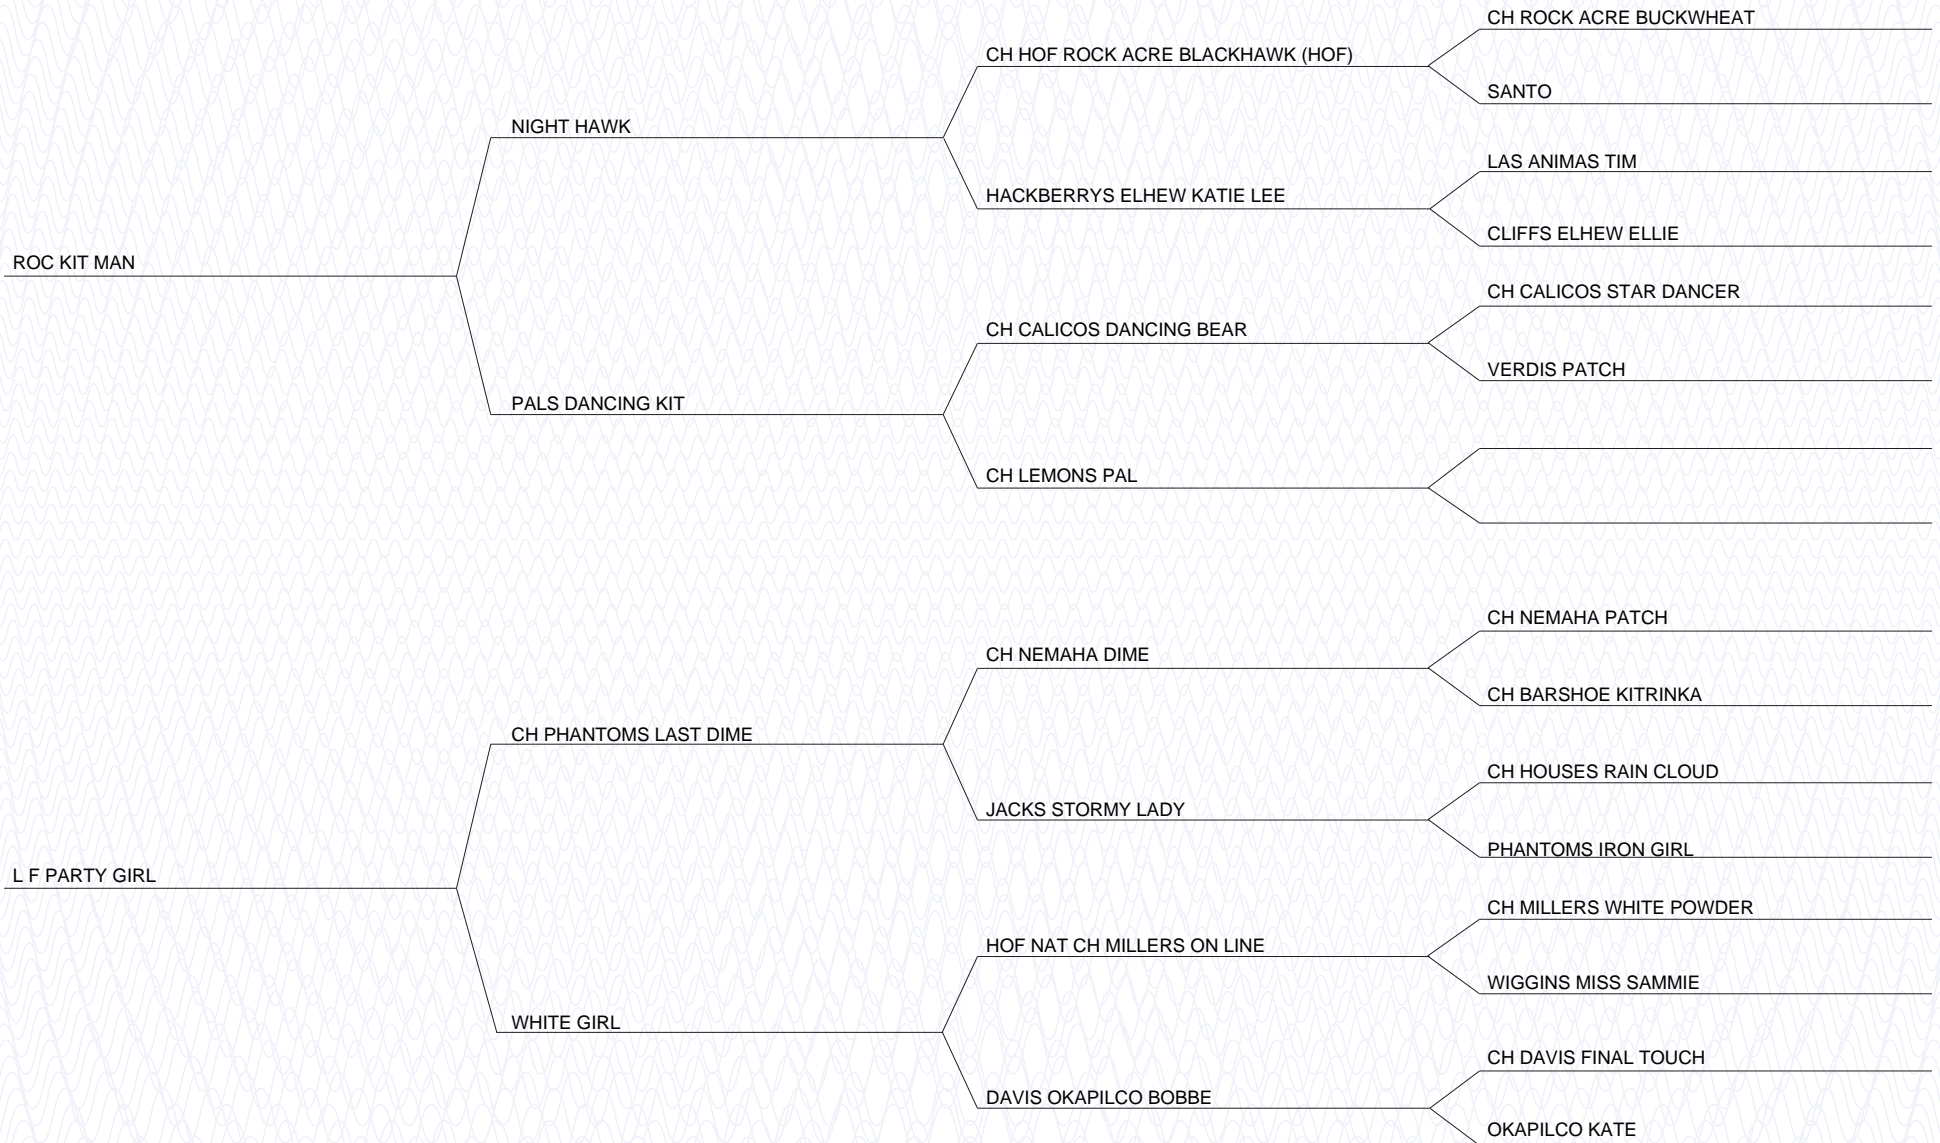 CH ROCK ACRE BUCKWHEAT
CH HOF ROCK ACRE BLACKHAWK (HOF)
SANTO
NIGHT HAWK
LAS ANIMAS TIM
HACKBERRYS ELHEW KATIE LEE
CLIFFS ELHEW ELLIE
ROC KIT MAN
CH CALICOS STAR DANCER
CH CALICOS DANCING BEAR
VERDIS PATCH
PALS DANCING KIT
CH LEMONS PAL
CH NEMAHA PATCH
CH NEMAHA DIME
CH BARSHOE KITRINKA
CH PHANTOMS LAST DIME
CH HOUSES RAIN CLOUD
JACKS STORMY LADY
PHANTOMS IRON GIRL
L F PARTY GIRL
CH MILLERS WHITE POWDER
HOF NAT CH MILLERS ON LINE
WIGGINS MISS SAMMIE
WHITE GIRL
CH DAVIS FINAL TOUCH
DAVIS OKAPILCO BOBBE
OKAPILCO KATE